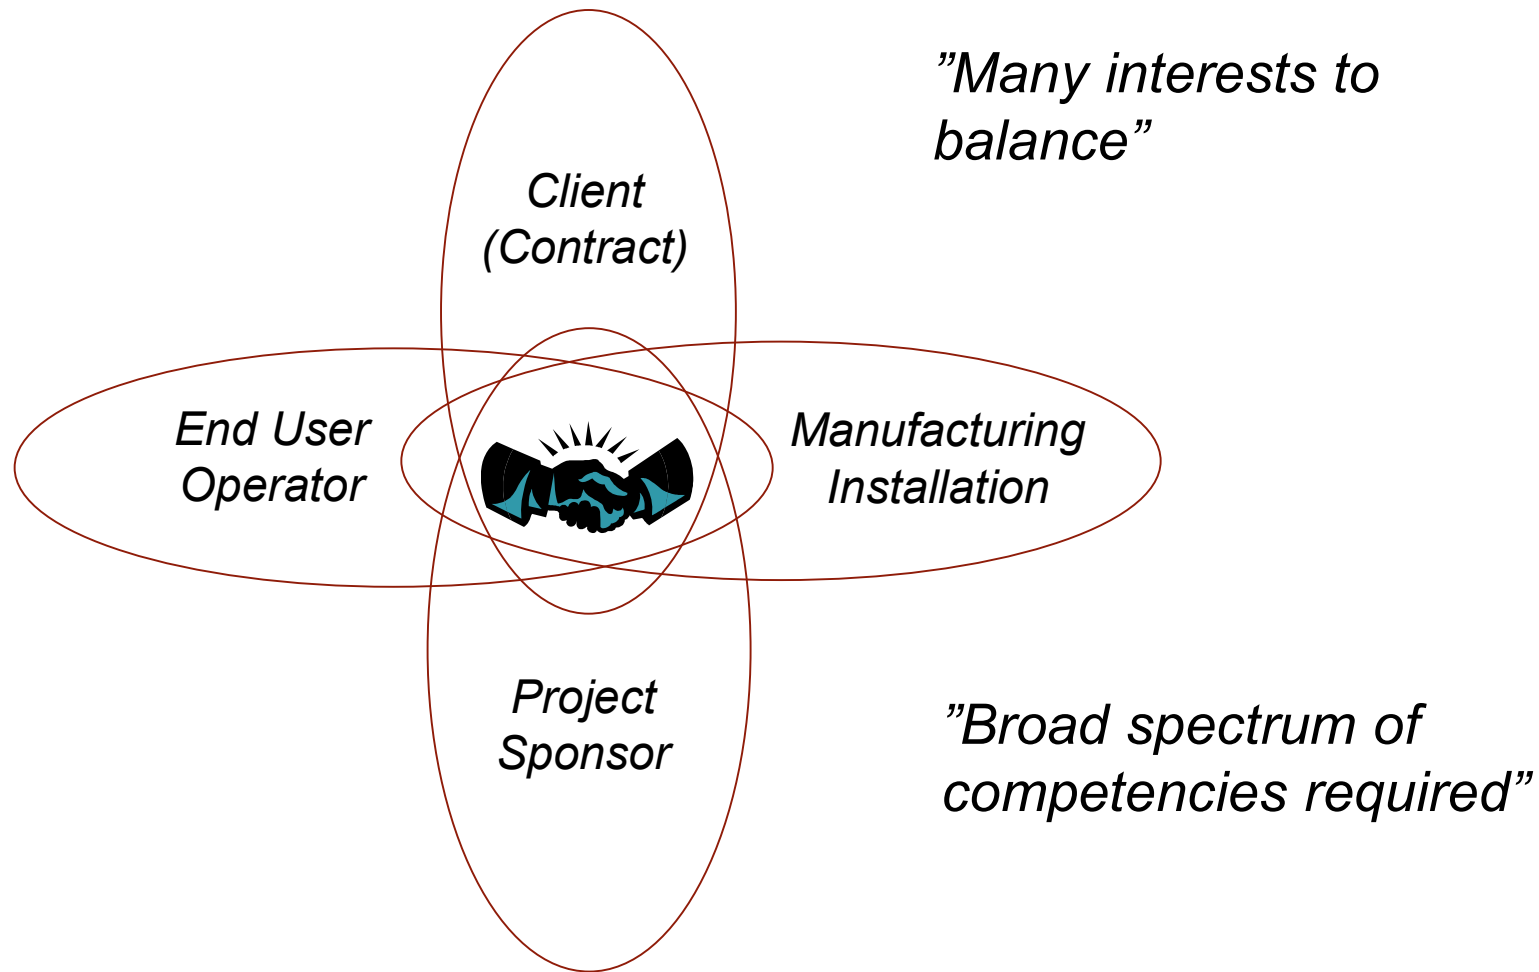 ”Many interests to
balance”
Client
(Contract)
End User
Operator
Manufacturing
Installation
Project
Sponsor
”Broad spectrum of
competencies required”